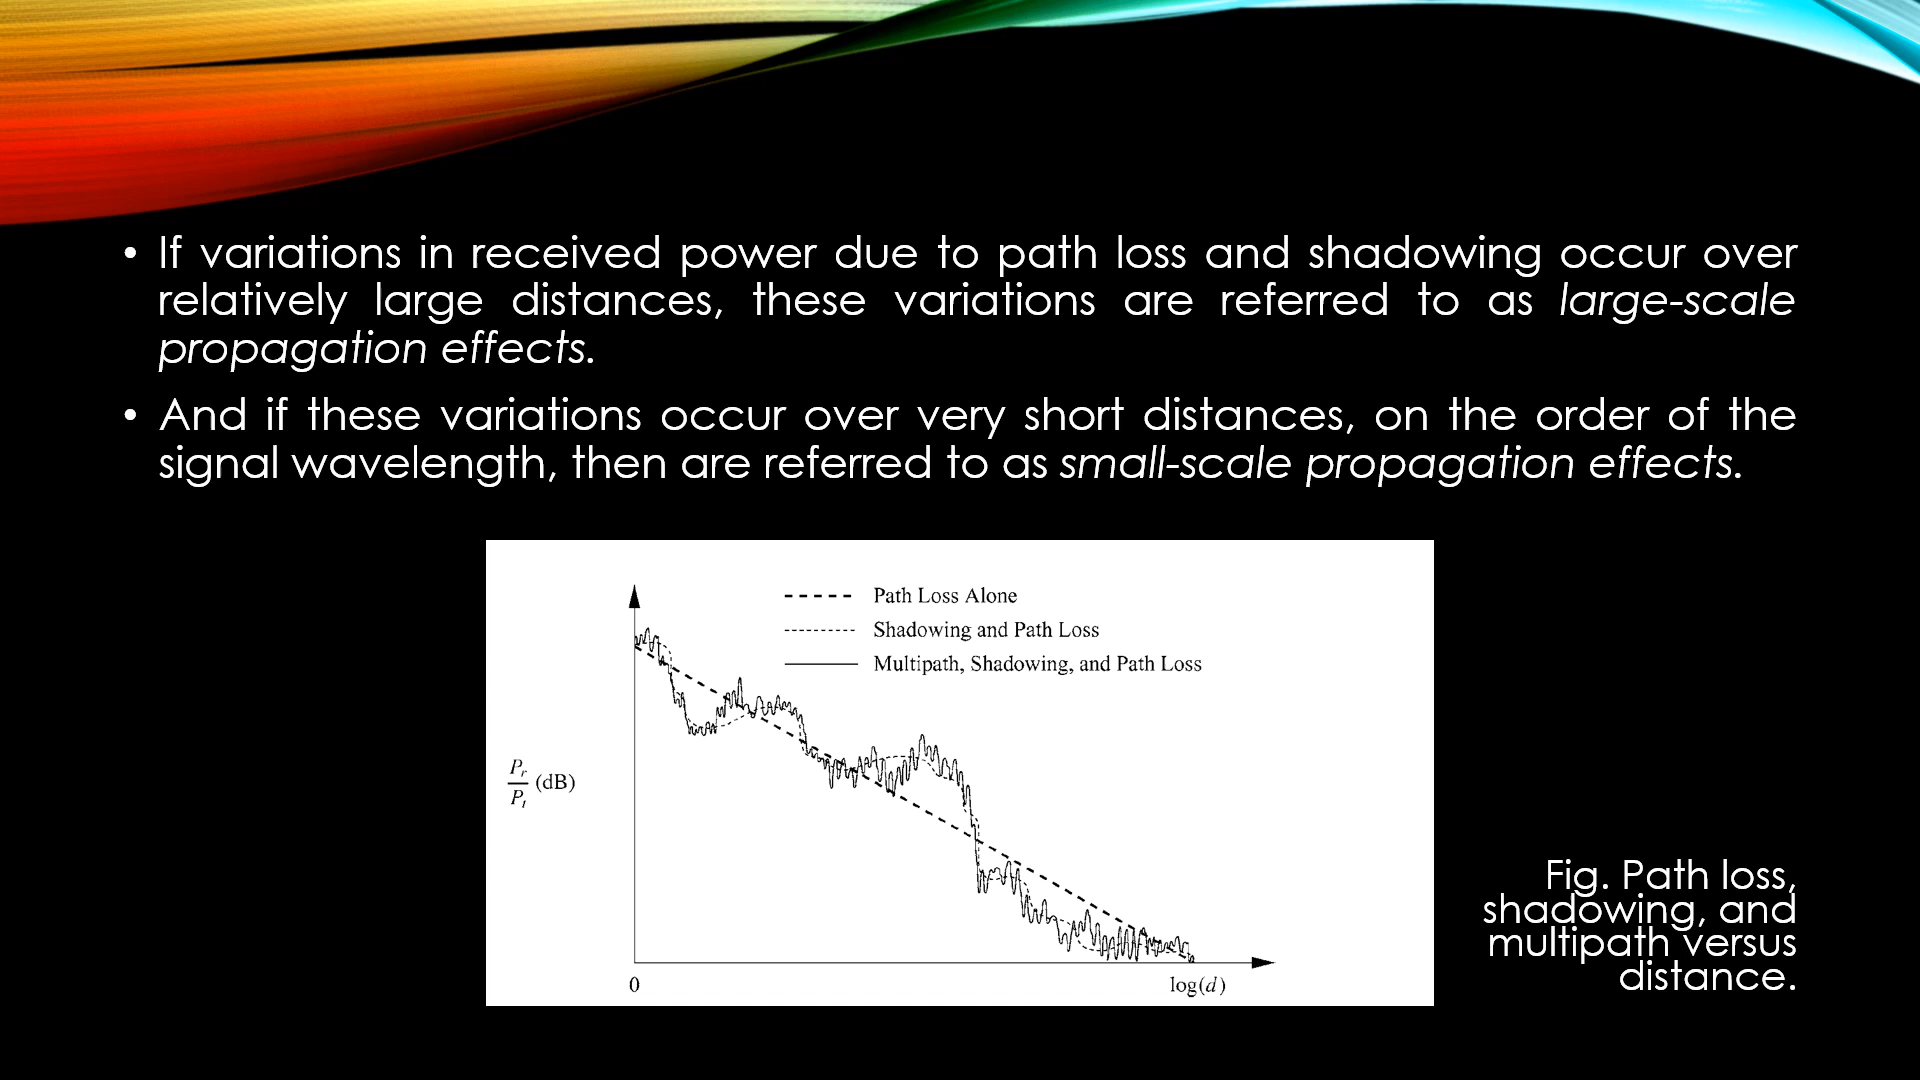 • If variations in received power due to path loss and shadowing occur over
relatively large distances, these variations are referred to as large-scale
propagation effects.
• And if these variations occur over very short distances, on the order of the
signal wavelength, then are referred to as small-scale propagation effects.
Path Loss Alone
Shadowing and Path Loss
Multipath, Shadowing, and Path Loss
Pr
Pt
(dB)
0
log(d)
Fig. Path loss,
shadowing, and
multipath versus
distance.